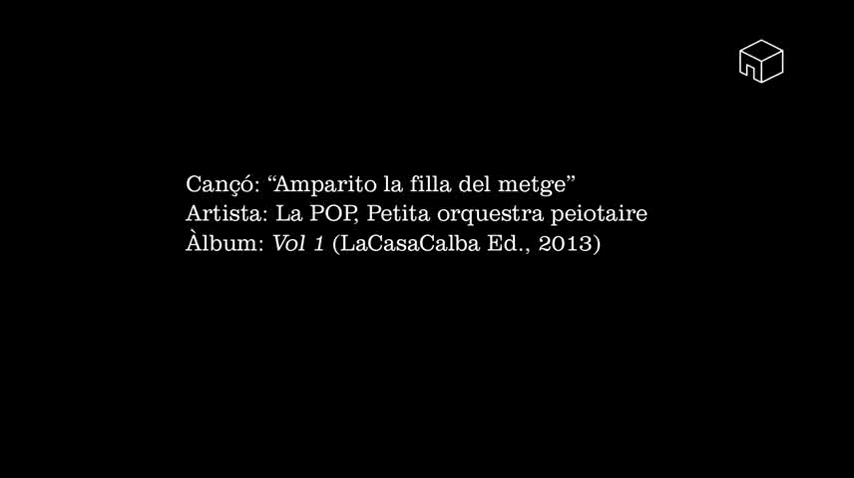 Cançó: “Amparito la filla del metge”
Artista: La POP, Petita orquestra peiotaire
Àlbum: Vol 1 (LaCasaCalba Ed., 2013)